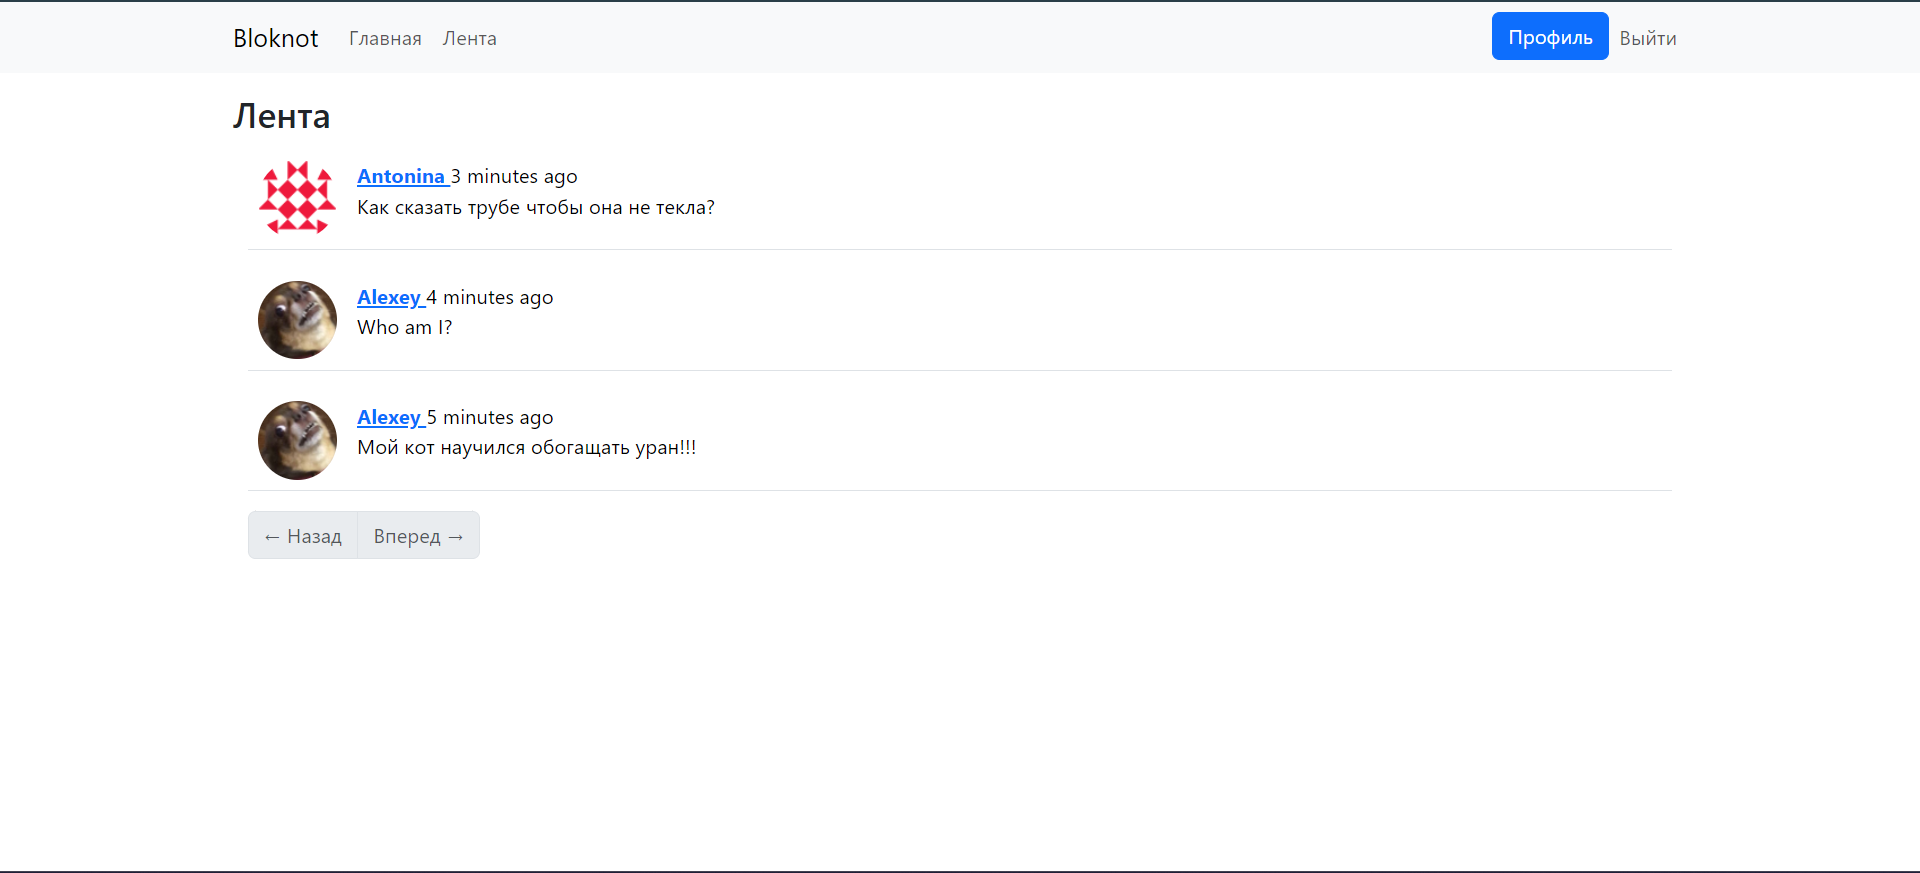 Bloknot Главная Лента Профиль Выйти
Лента
Antonina 3 minutes ago
Как сказать трубе чтобы она не текла?
Alexey 4 minutes ago
Who am I?
Alexey 5 minutes ago
Мой кот научился обогащать уран!!!
← Назад Вперед →